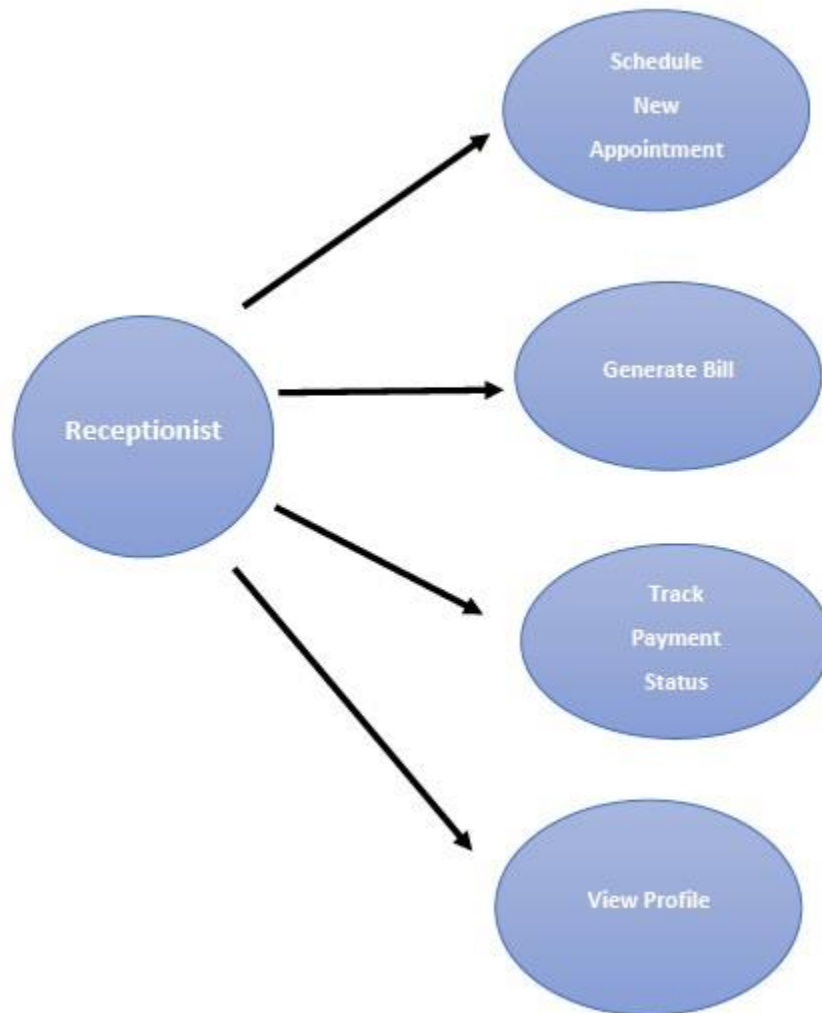 Schedule
New
Appointment
Generate Bill
Receptionist
Track
Payment
Status
View Profile